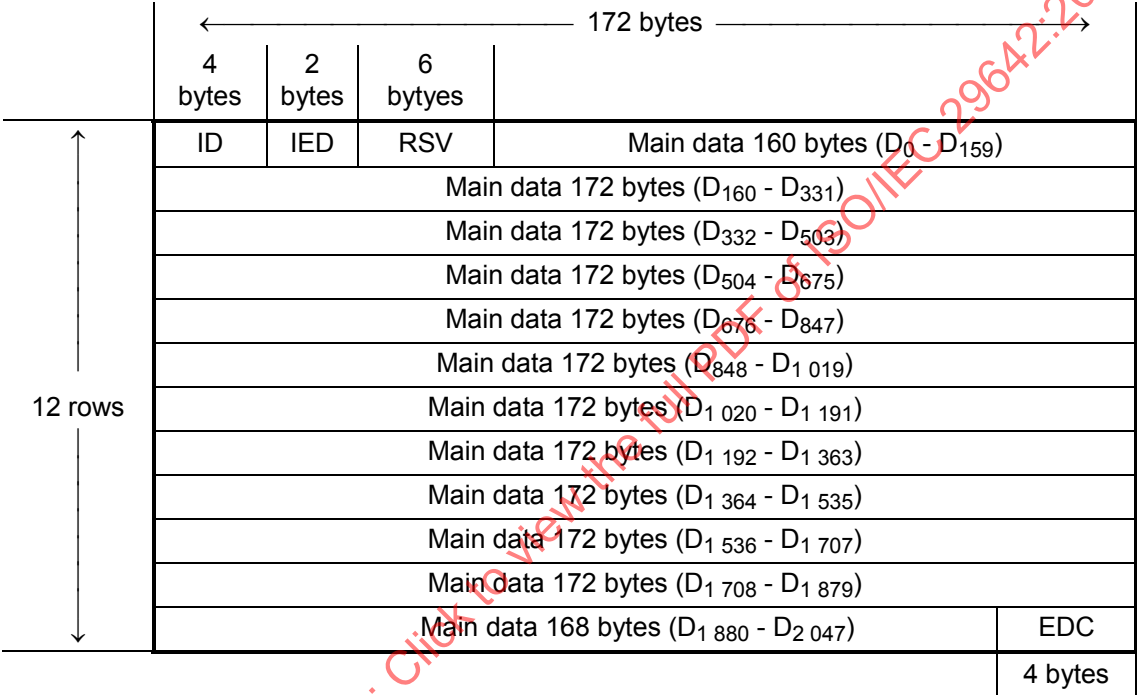 ← 172 bytes →
4 bytes 2 bytes 6 bytyes
ID IED RSV Main data 160 bytes (D0 - D159)
Main data 172 bytes (D160 - D331)
Main data 172 bytes (D332 - D503)
Main data 172 bytes (D504 - D675)
Main data 172 bytes (D676 - D847)
Main data 172 bytes (D848 - D1 019)
12 rows Main data 172 bytes (D1 020 - D1 191)
Main data 172 bytes (D1 192 - D1 363)
Main data 172 bytes (D1 364 - D1 535)
Main data 172 bytes (D1 536 - D1 707)
Main data 172 bytes (D1 708 - D1 879)
Main data 168 bytes (D1 880 - D2 047) EDC
4 bytes
Click to view the full PDF of ISO/IEC 29642:20